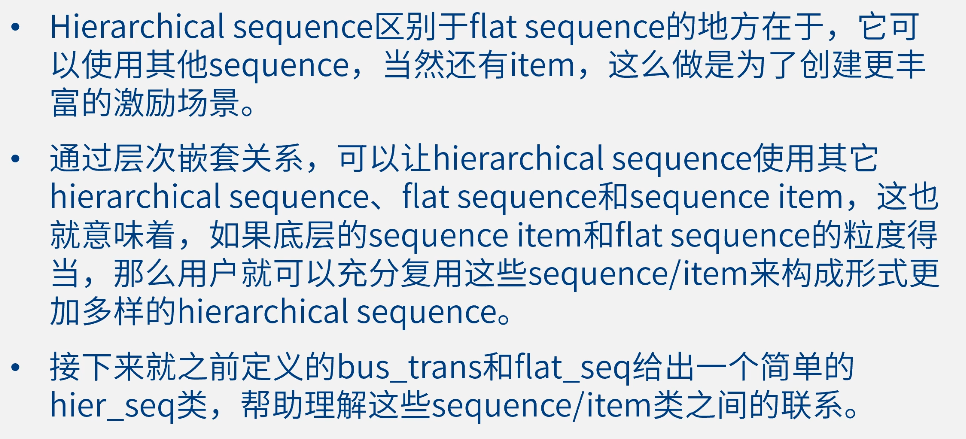 • Hierarchical sequence区别于flat sequence的地方在于，它可
以使用其他sequence，当然还有item，这么做是为了创建更丰
富的激励场景。
• 通过层次嵌套关系，可以让hierarchical sequence使用其它
hierarchical sequence、flat sequence和sequence item，这也
就意味着，如果底层的sequence item和flat sequence的粒度得
当，那么用户就可以充分复用这些sequence/item来构成形式更
加多样的hierarchical sequence。
• 接下来就之前定义的bus_trans和flat_seq给出一个简单的
hier_seq类，帮助理解这些sequence/item类之间的联系。